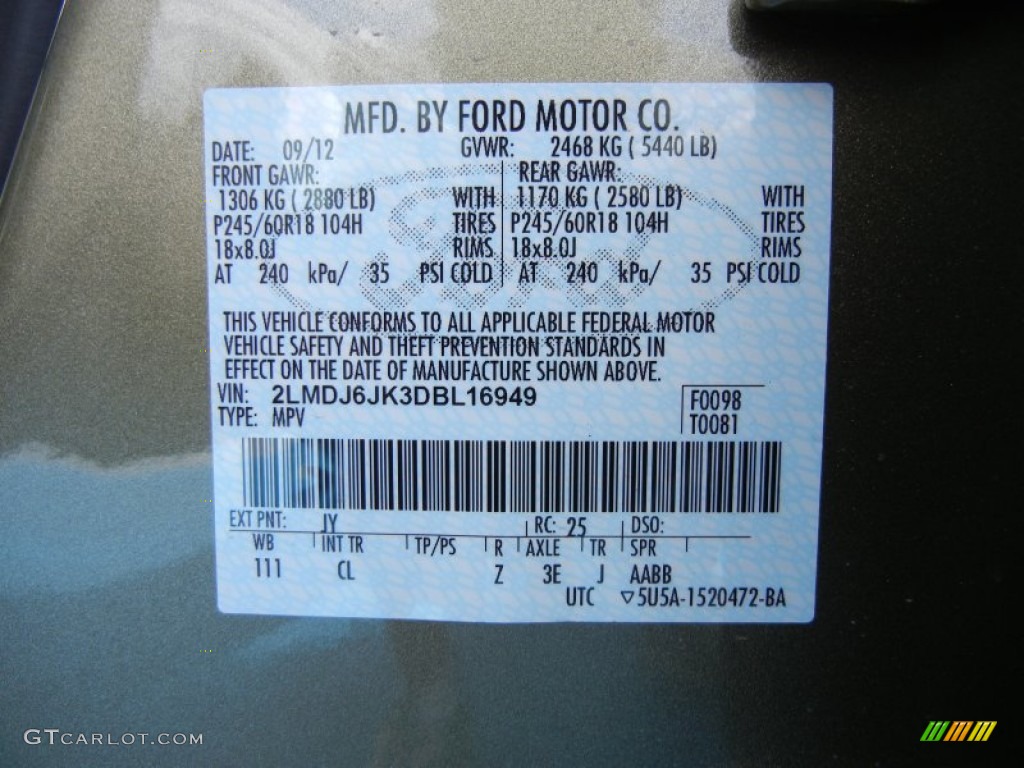 MFD. BY FORD MOTOR CO.
DATE: 09/12 GVWR: 2468 KG ( 5440 LB)
FRONT GAWR: REAR GAWR:
1306 KG ( 2880 LB) WITH 1170 KG ( 2580 LB) WITH
P245/60R18 104H TIRES P245/60R18 104H TIRES
18x8.0J RIMS 18x8.0J RIMS
AT 240 kPa/ 35 PSI COLD AT 240 kPa/ 35 PSI COLD
THIS VEHICLE CONFORMS TO ALL APPLICABLE FEDERAL MOTOR
VEHICLE SAFETY AND THEFT PREVENTION STANDARDS IN
EFFECT ON THE DATE OF MANUFACTURE SHOWN ABOVE.
VIN: 2LMDJ6JK3DBL16949 F0098
TYPE: MPV T0081
EXT PNT: JY RC: 25 DSO:
WB INT TR TP/PS R AXLE TR SPR
111 CL Z 3E J AABB
UTC ▽5U5A-1520472-BA
GTCARLOT.COM